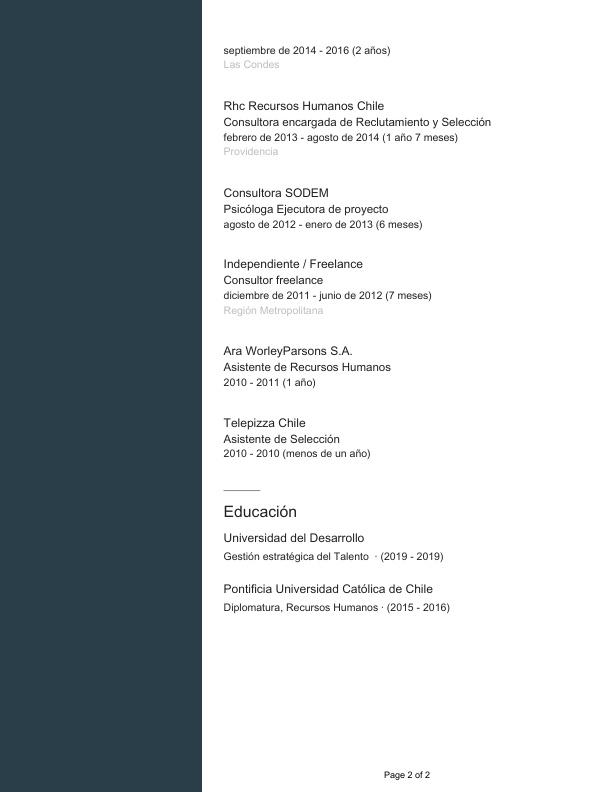 septiembre de 2014 - 2016 (2 años)
Las Condes
Rhc Recursos Humanos Chile
Consultora encargada de Reclutamiento y Selección
febrero de 2013 - agosto de 2014 (1 año 7 meses)
Providencia
Consultora SODEM
Psicóloga Ejecutora de proyecto
agosto de 2012 - enero de 2013 (6 meses)
Independiente / Freelance
Consultor freelance
diciembre de 2011 - junio de 2012 (7 meses)
Región Metropolitana
Ara WorleyParsons S.A.
Asistente de Recursos Humanos
2010 - 2011 (1 año)
Telepizza Chile
Asistente de Selección
2010 - 2010 (menos de un año)
Educación
Universidad del Desarrollo
Gestión estratégica del Talento · (2019 - 2019)
Pontificia Universidad Católica de Chile
Diplomatura, Recursos Humanos · (2015 - 2016)
Page 2 of 2